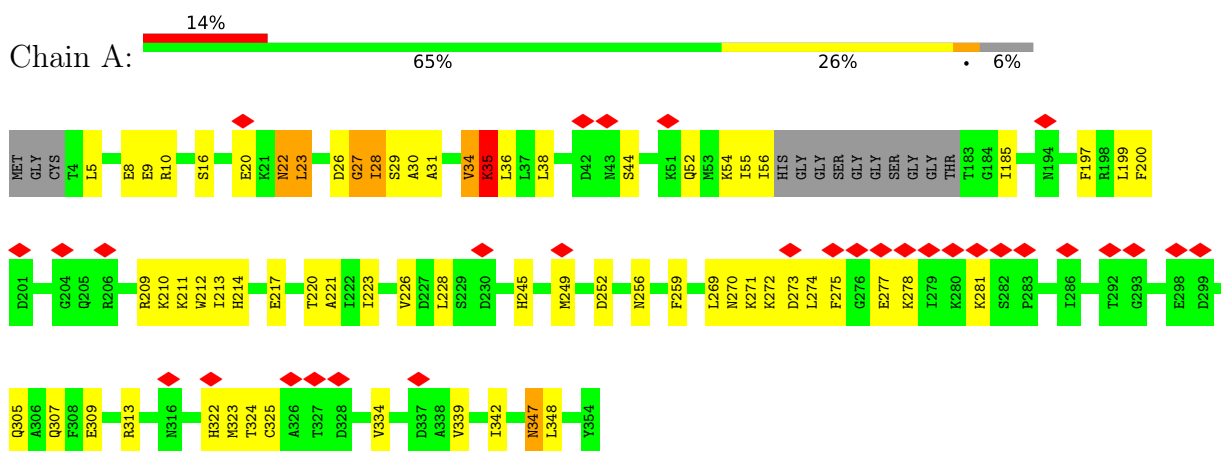 14%
Chain A:
65% 26% • 6%
MET GLY CYS T4 L5 E8 E9 R10 S16 E20 K21 N22 L23 D26 G27 I28 S29 A30 A31 V34 K35 L36 L37 L38 D42 N43 S44 K51 Q52 M53 K54 I55 I56 HIS GLY GLY SER GLY GLY SER GLY GLY THR T183 G184 I185 N194 F197 R198 L199 F200
D201 G204 Q205 R206 R209 K210 K211 W212 I213 H214 E217 T220 A221 I222 I223 V226 D227 L228 S229 D230 H245 M249 D252 N256 F259 L269 N270 K271 K272 D273 L274 F275 G276 E277 K278 I279 K280 K281 S282 P283 I286 T292 G293 E298 D299
Q305 A306 Q307 F308 E309 R313 N316 H322 M323 T324 C325 A326 T327 D328 V334 D337 A338 V339 I342 N347 L348 Y354